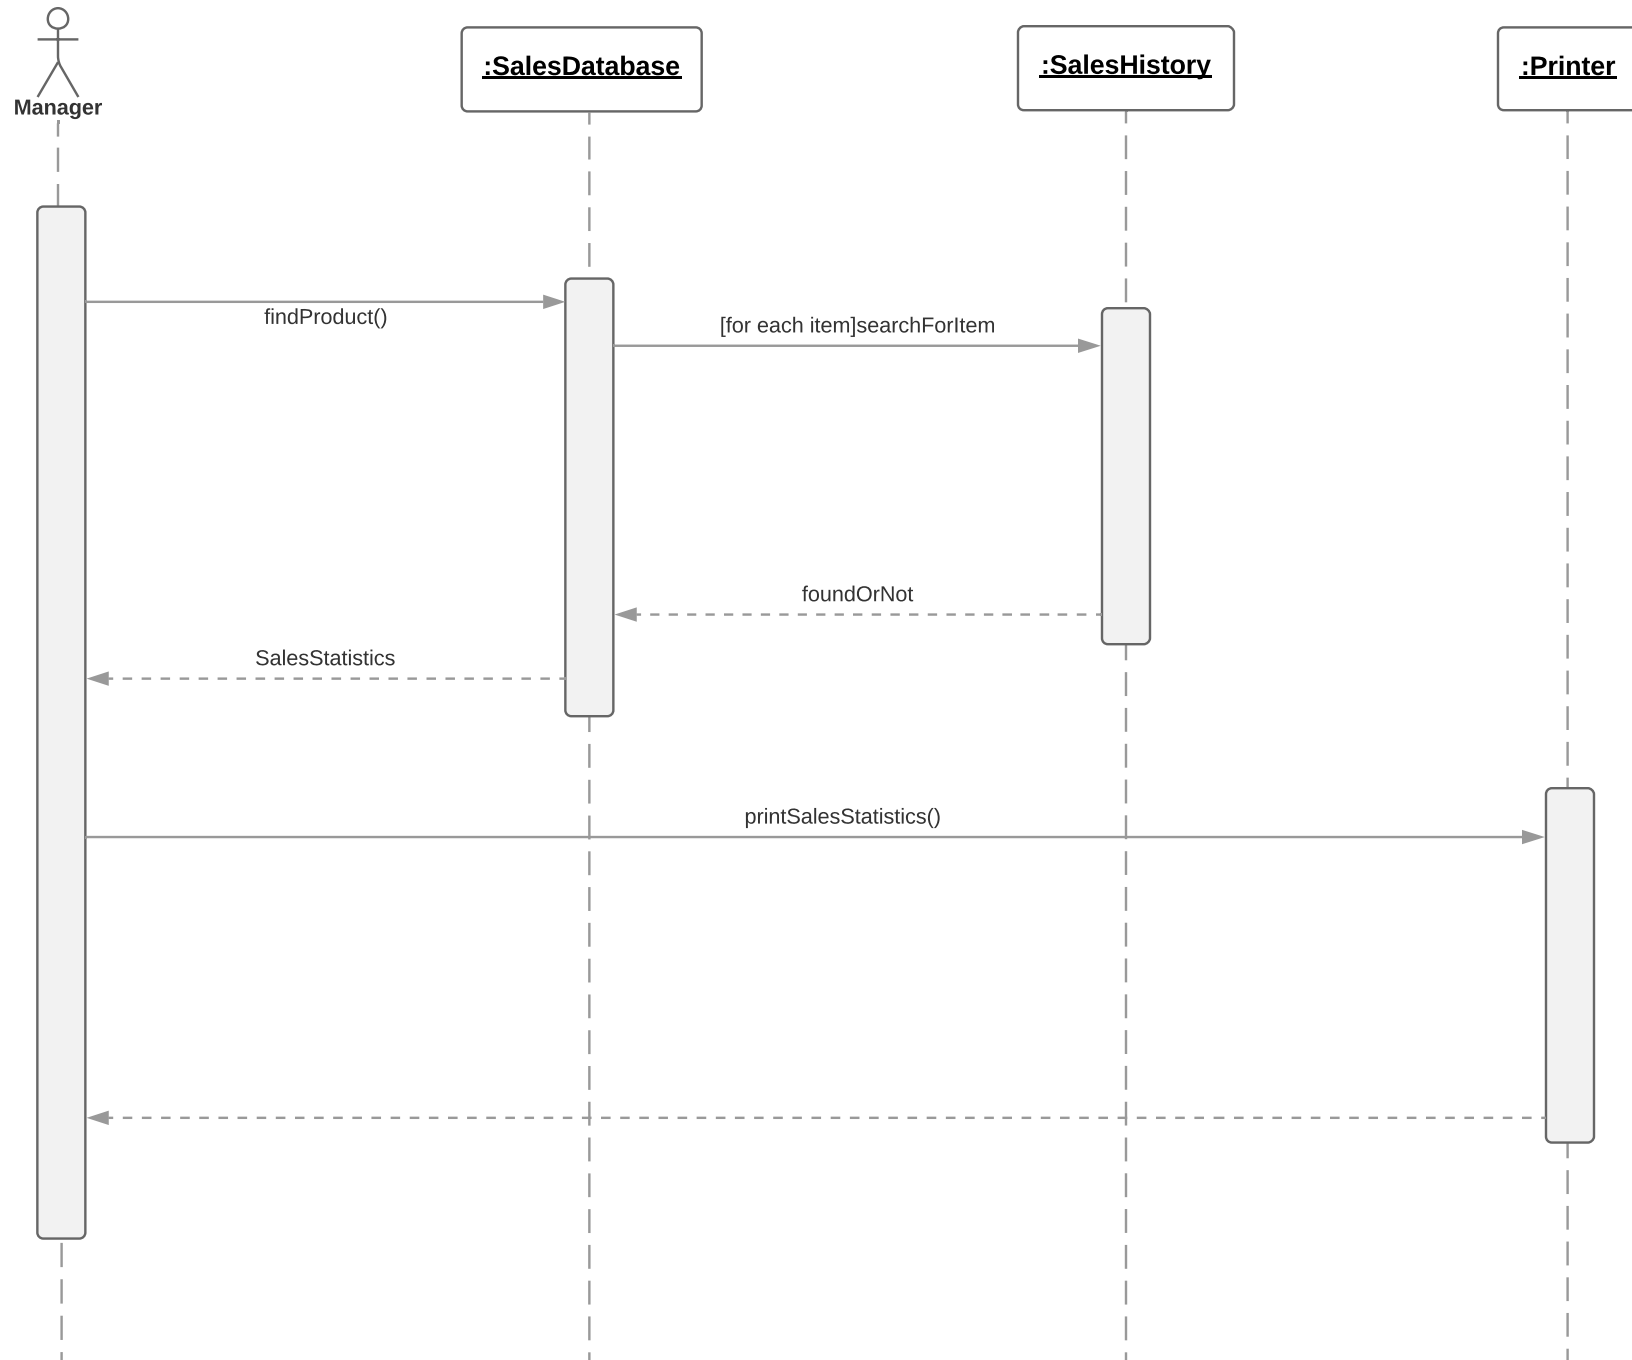 Manager
:SalesDatabase
:SalesHistory
:Printer
findProduct()
[for each item]searchForItem
foundOrNot
SalesStatistics
printSalesStatistics()